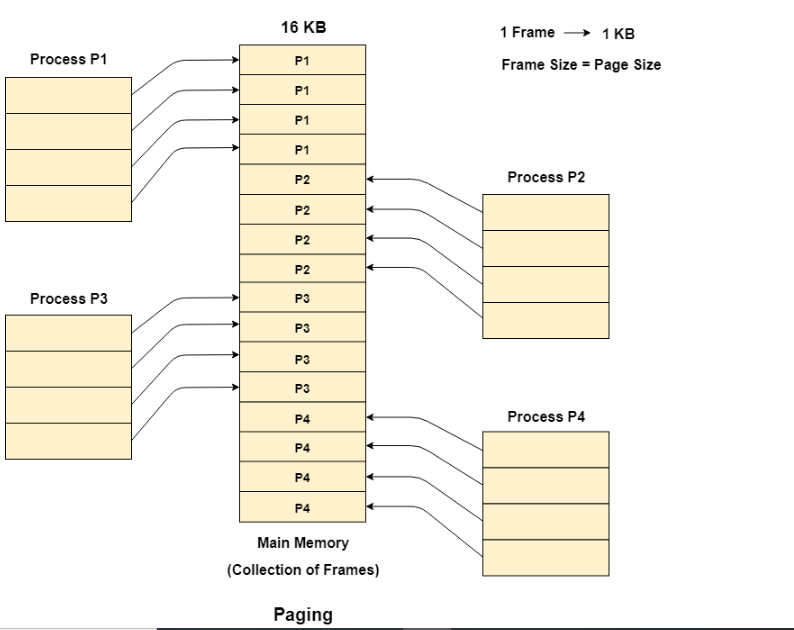 16 KB
1 Frame → 1 KB
Frame Size = Page Size
Process P1
P1
P1
P1
P1
P2
P2
P2
P2
Process P2
Process P3
P3
P3
P3
P3
P4
P4
P4
P4
Process P4
Main Memory
(Collection of Frames)
Paging